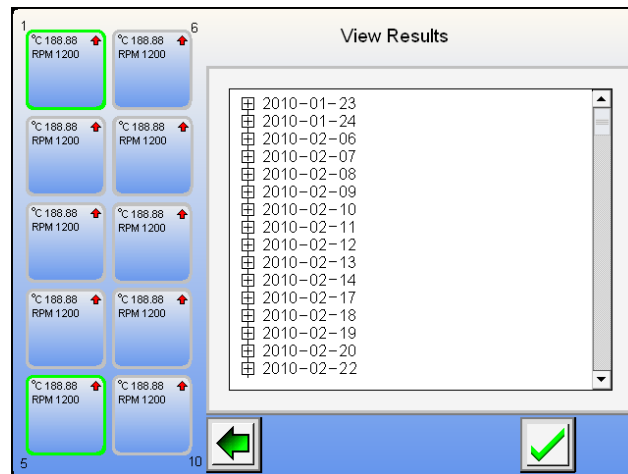 1
6
°C 188.88
RPM 1200
°C 188.88
RPM 1200
°C 188.88
RPM 1200
°C 188.88
RPM 1200
°C 188.88
RPM 1200
°C 188.88
RPM 1200
°C 188.88
RPM 1200
°C 188.88
RPM 1200
°C 188.88
RPM 1200
°C 188.88
RPM 1200
5
10
View Results
2010-01-23
2010-01-24
2010-02-06
2010-02-07
2010-02-08
2010-02-09
2010-02-10
2010-02-11
2010-02-12
2010-02-13
2010-02-14
2010-02-17
2010-02-18
2010-02-19
2010-02-20
2010-02-22